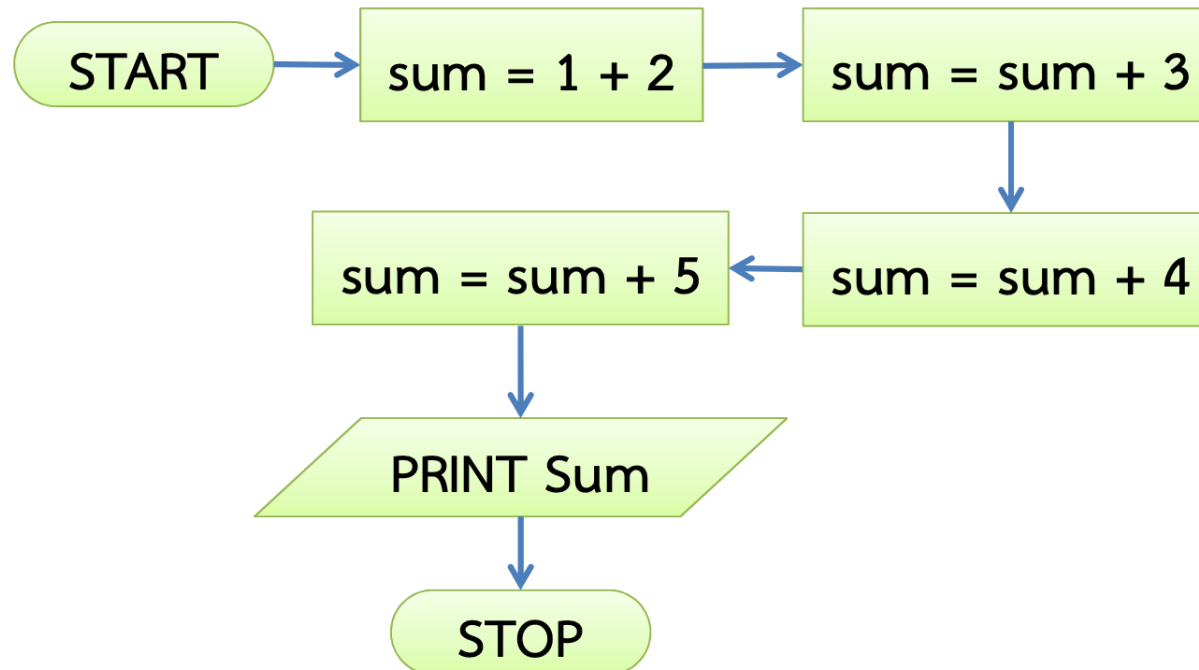 START
sum = 1 + 2
sum = sum + 3
sum = sum + 4
sum = sum + 5
PRINT Sum
STOP